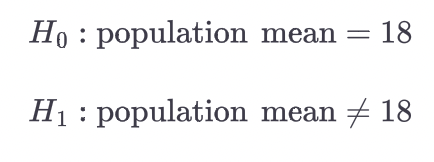 H₀ : population mean = 18
H₁ : population mean ≠ 18